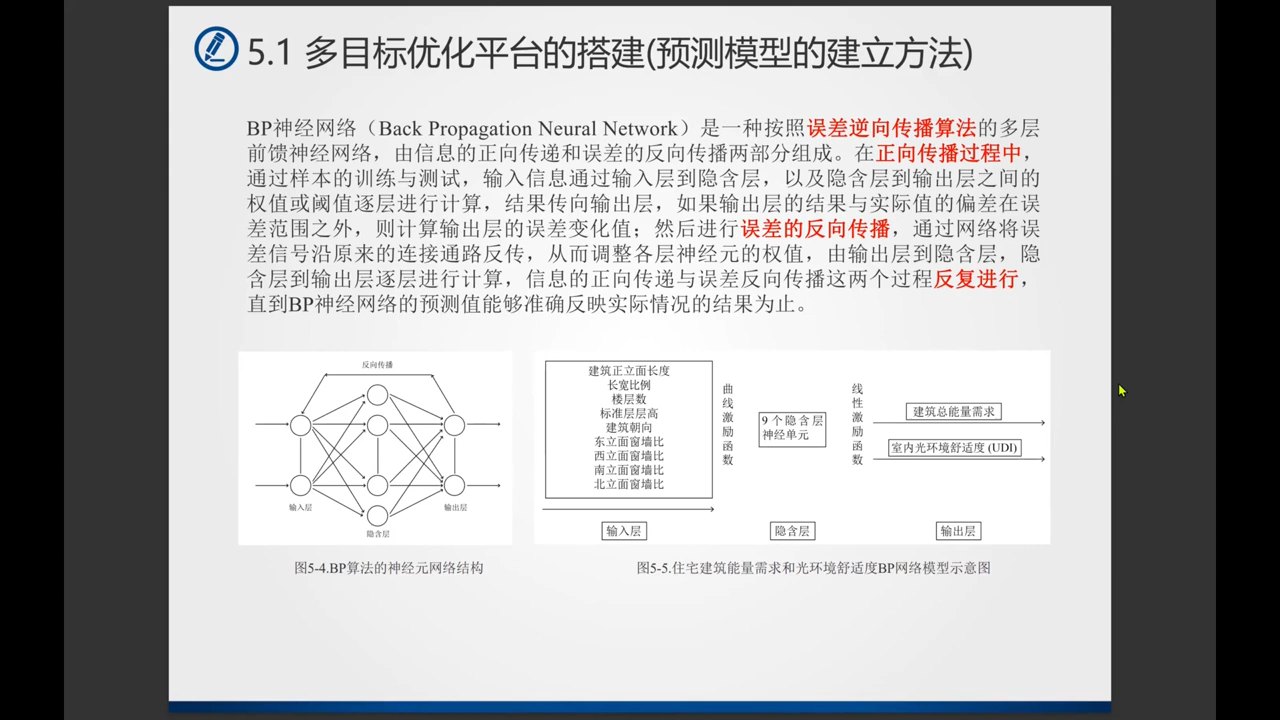 5.1 多目标优化平台的搭建(预测模型的建立方法)
BP神经网络（Back Propagation Neural Network）是一种按照误差逆向传播算法的多层
前馈神经网络，由信息的正向传递和误差的反向传播两部分组成。在正向传播过程中，
通过样本的训练与测试，输入信息通过输入层到隐含层，以及隐含层到输出层之间的
权值或阈值逐层进行计算，结果传向输出层，如果输出层的结果与实际值的偏差在误
差范围之外，则计算输出层的误差变化值；然后进行误差的反向传播，通过网络将误
差信号沿原来的连接通路反传，从而调整各层神经元的权值，由输出层到隐含层，隐
含层到输出层逐层进行计算，信息的正向传递与误差反向传播这两个过程反复进行，
直到BP神经网络的预测值能够准确反映实际情况的结果为止。
反向传播
输入层
隐含层
输出层
图5-4.BP算法的神经元网络结构
建筑正立面长度
长宽比例
楼层数
标准层层高
建筑朝向
东立面窗墙比
西立面窗墙比
南立面窗墙比
北立面窗墙比
曲线激励函数
9个隐含层
神经单元
线性激励函数
建筑总能量需求
室内光环境舒适度 (UDI)
输入层
隐含层
输出层
图5-5.住宅建筑能量需求和光环境舒适度BP网络模型示意图